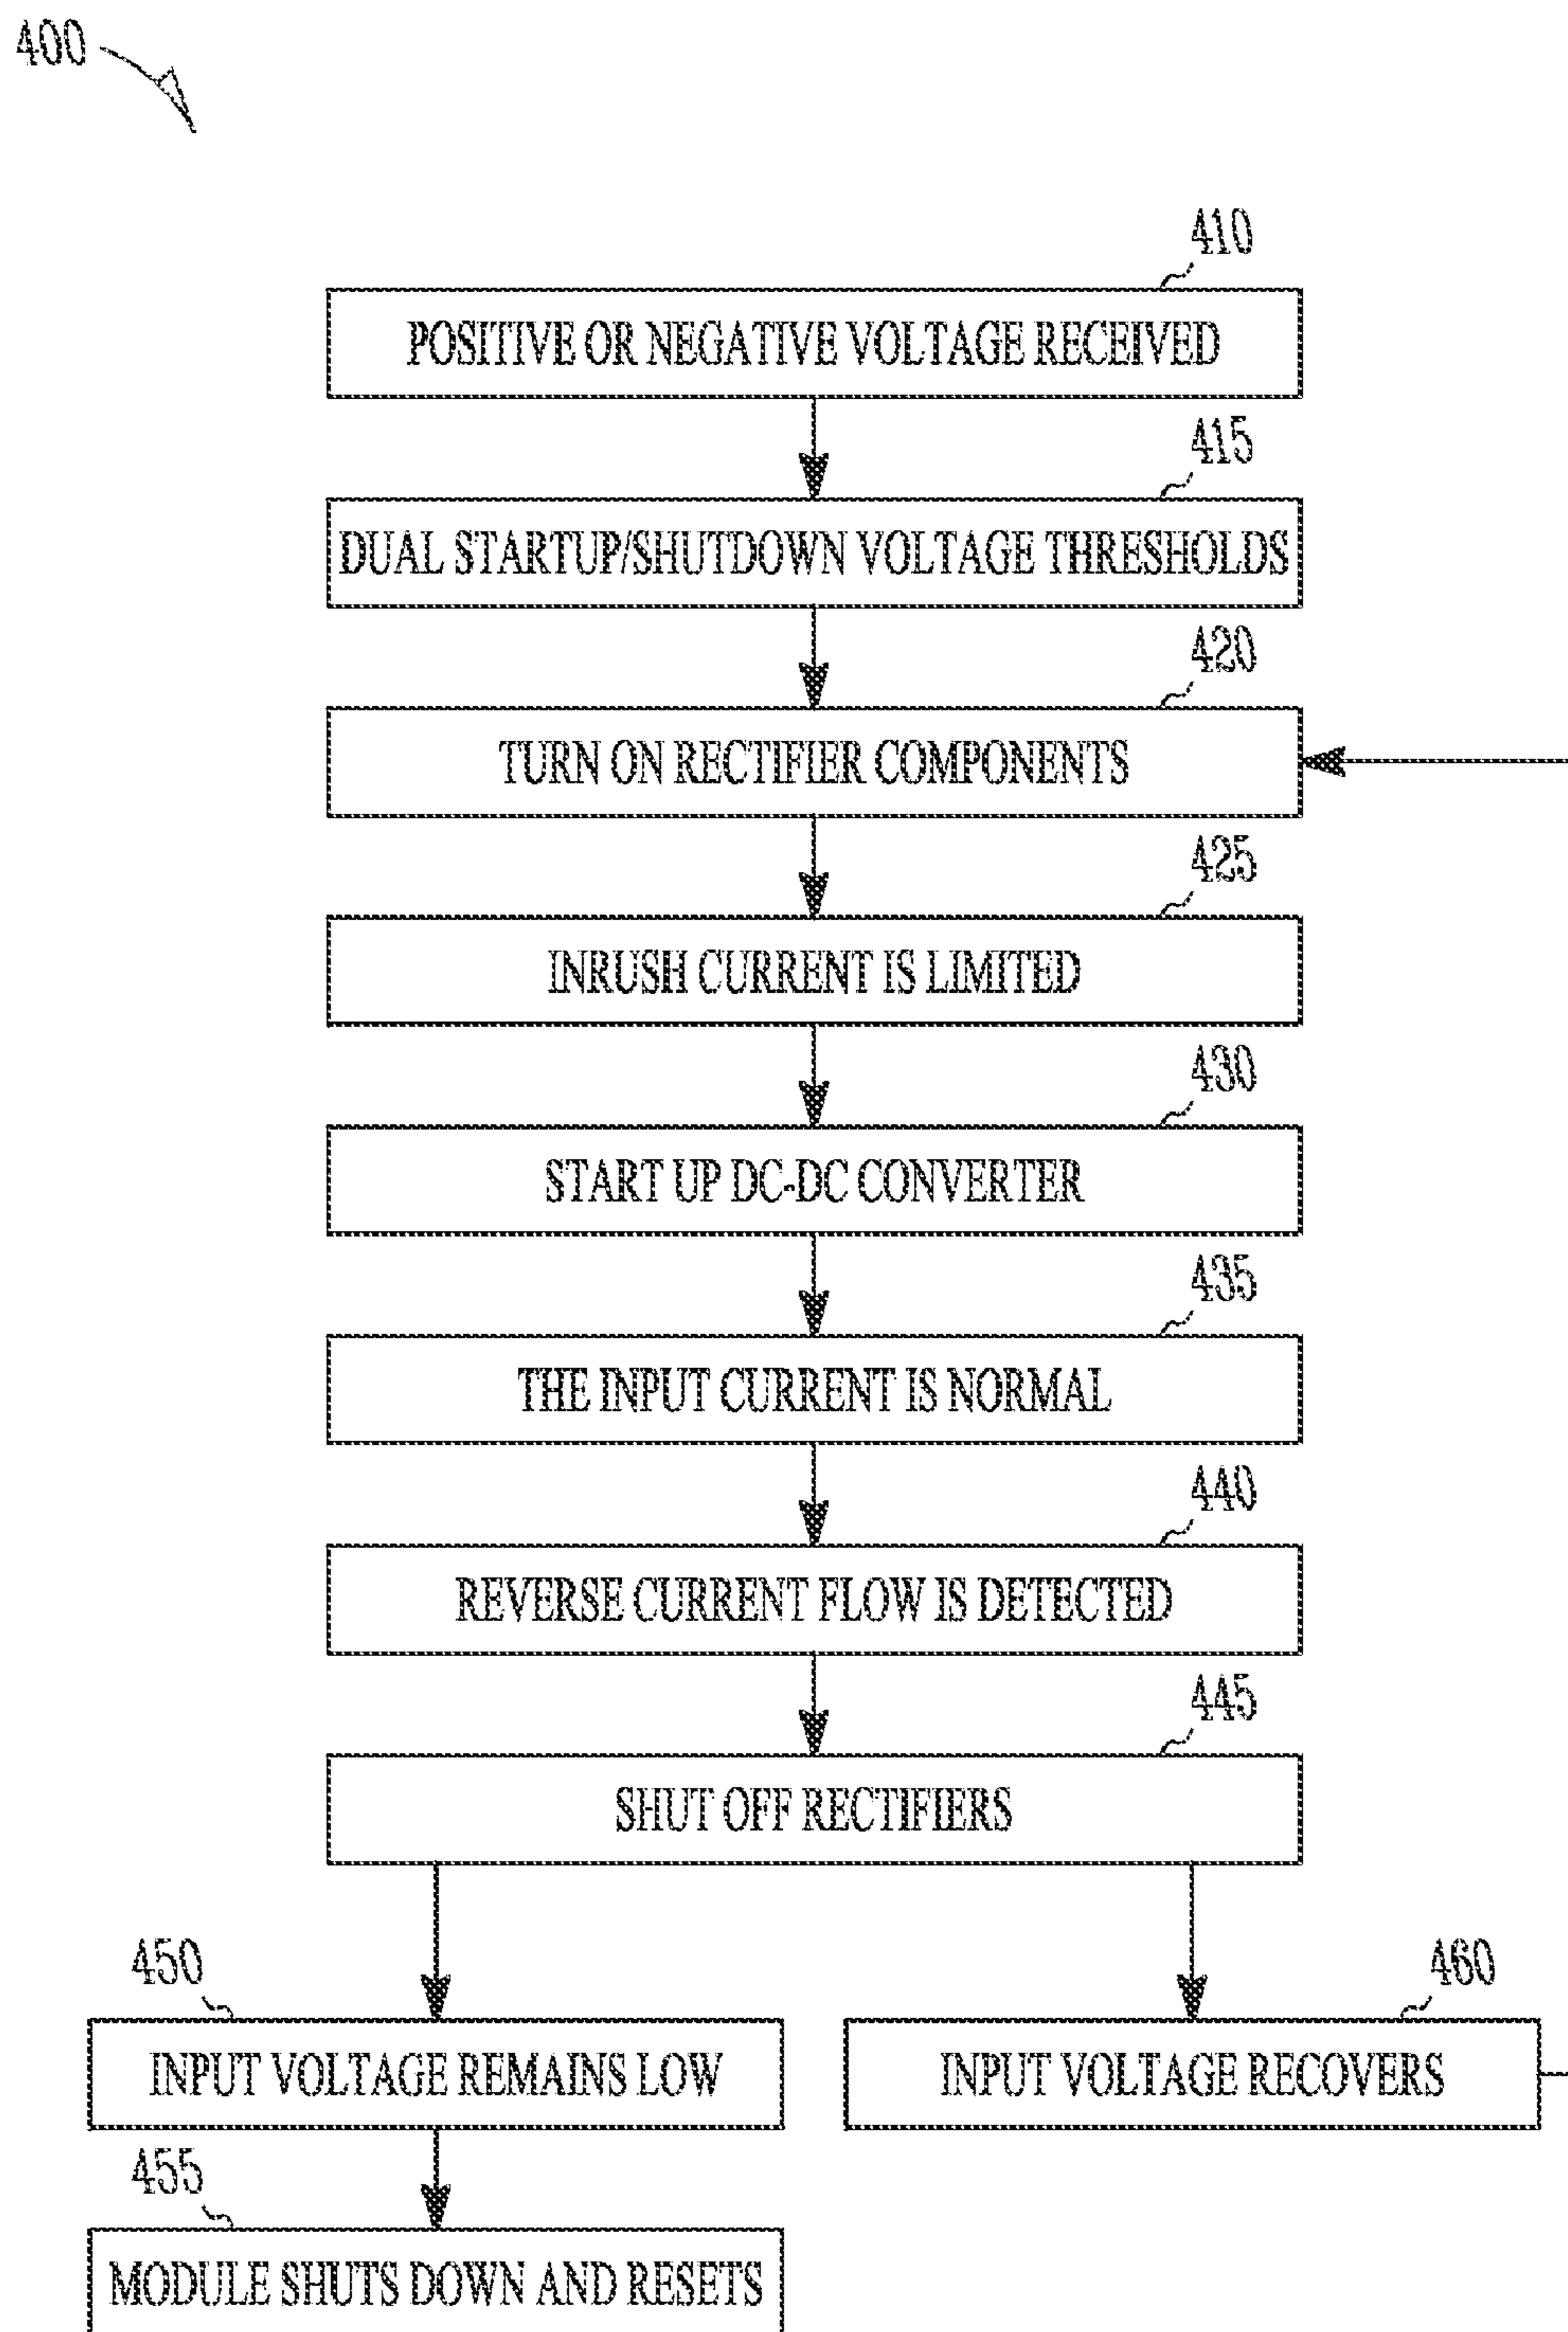 400
410
POSITIVE OR NEGATIVE VOLTAGE RECEIVED
415
DUAL STARTUP/SHUTDOWN VOLTAGE THRESHOLDS
420
TURN ON RECTIFIER COMPONENTS
425
INRUSH CURRENT IS LIMITED
430
START UP DC-DC CONVERTER
435
THE INPUT CURRENT IS NORMAL
440
REVERSE CURRENT FLOW IS DETECTED
445
SHUT OFF RECTIFIERS
450
INPUT VOLTAGE REMAINS LOW
460
INPUT VOLTAGE RECOVERS
455
MODULE SHUTS DOWN AND RESETS